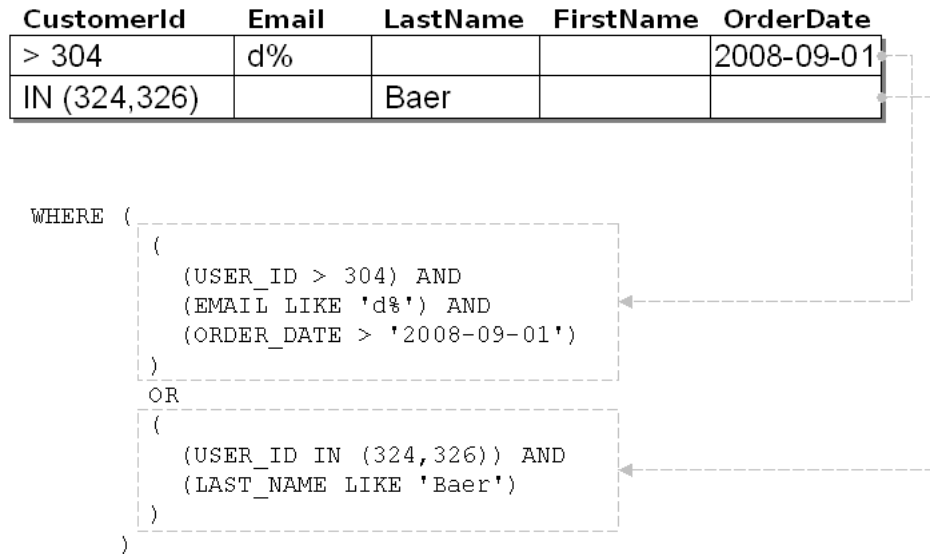 CustomerId Email LastName FirstName OrderDate
> 304 d% 2008-09-01
IN (324,326) Baer
WHERE (
(
(USER_ID > 304) AND
(EMAIL LIKE 'd%') AND
(ORDER_DATE > '2008-09-01')
)
OR
(
(USER_ID IN (324,326)) AND
(LAST_NAME LIKE 'Baer')
)
)